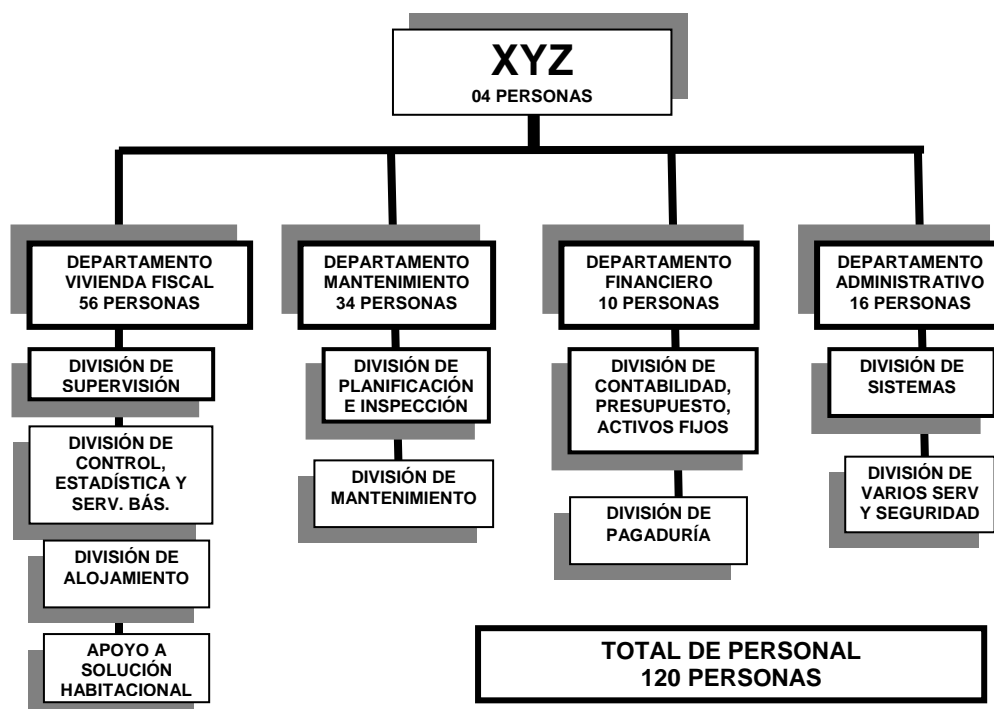 XYZ
04 PERSONAS
DEPARTAMENTO
VIVIENDA FISCAL
56 PERSONAS
DEPARTAMENTO
MANTENIMIENTO
34 PERSONAS
DEPARTAMENTO
FINANCIERO
10 PERSONAS
DEPARTAMENTO
ADMINISTRATIVO
16 PERSONAS
DIVISIÓN DE
SUPERVISIÓN
DIVISIÓN DE
PLANIFICACIÓN
E INSPECCIÓN
DIVISIÓN DE
CONTABILIDAD,
PRESUPUESTO,
ACTIVOS FIJOS
DIVISIÓN DE
SISTEMAS
DIVISIÓN DE
CONTROL,
ESTADÍSTICA Y
SERV. BÁS.
DIVISIÓN DE
MANTENIMIENTO
DIVISIÓN DE
PAGADURÍA
DIVISIÓN DE
VARIOS SERV
Y SEGURIDAD
DIVISIÓN DE
ALOJAMIENTO
APOYO A
SOLUCIÓN
HABITACIONAL
TOTAL DE PERSONAL
120 PERSONAS